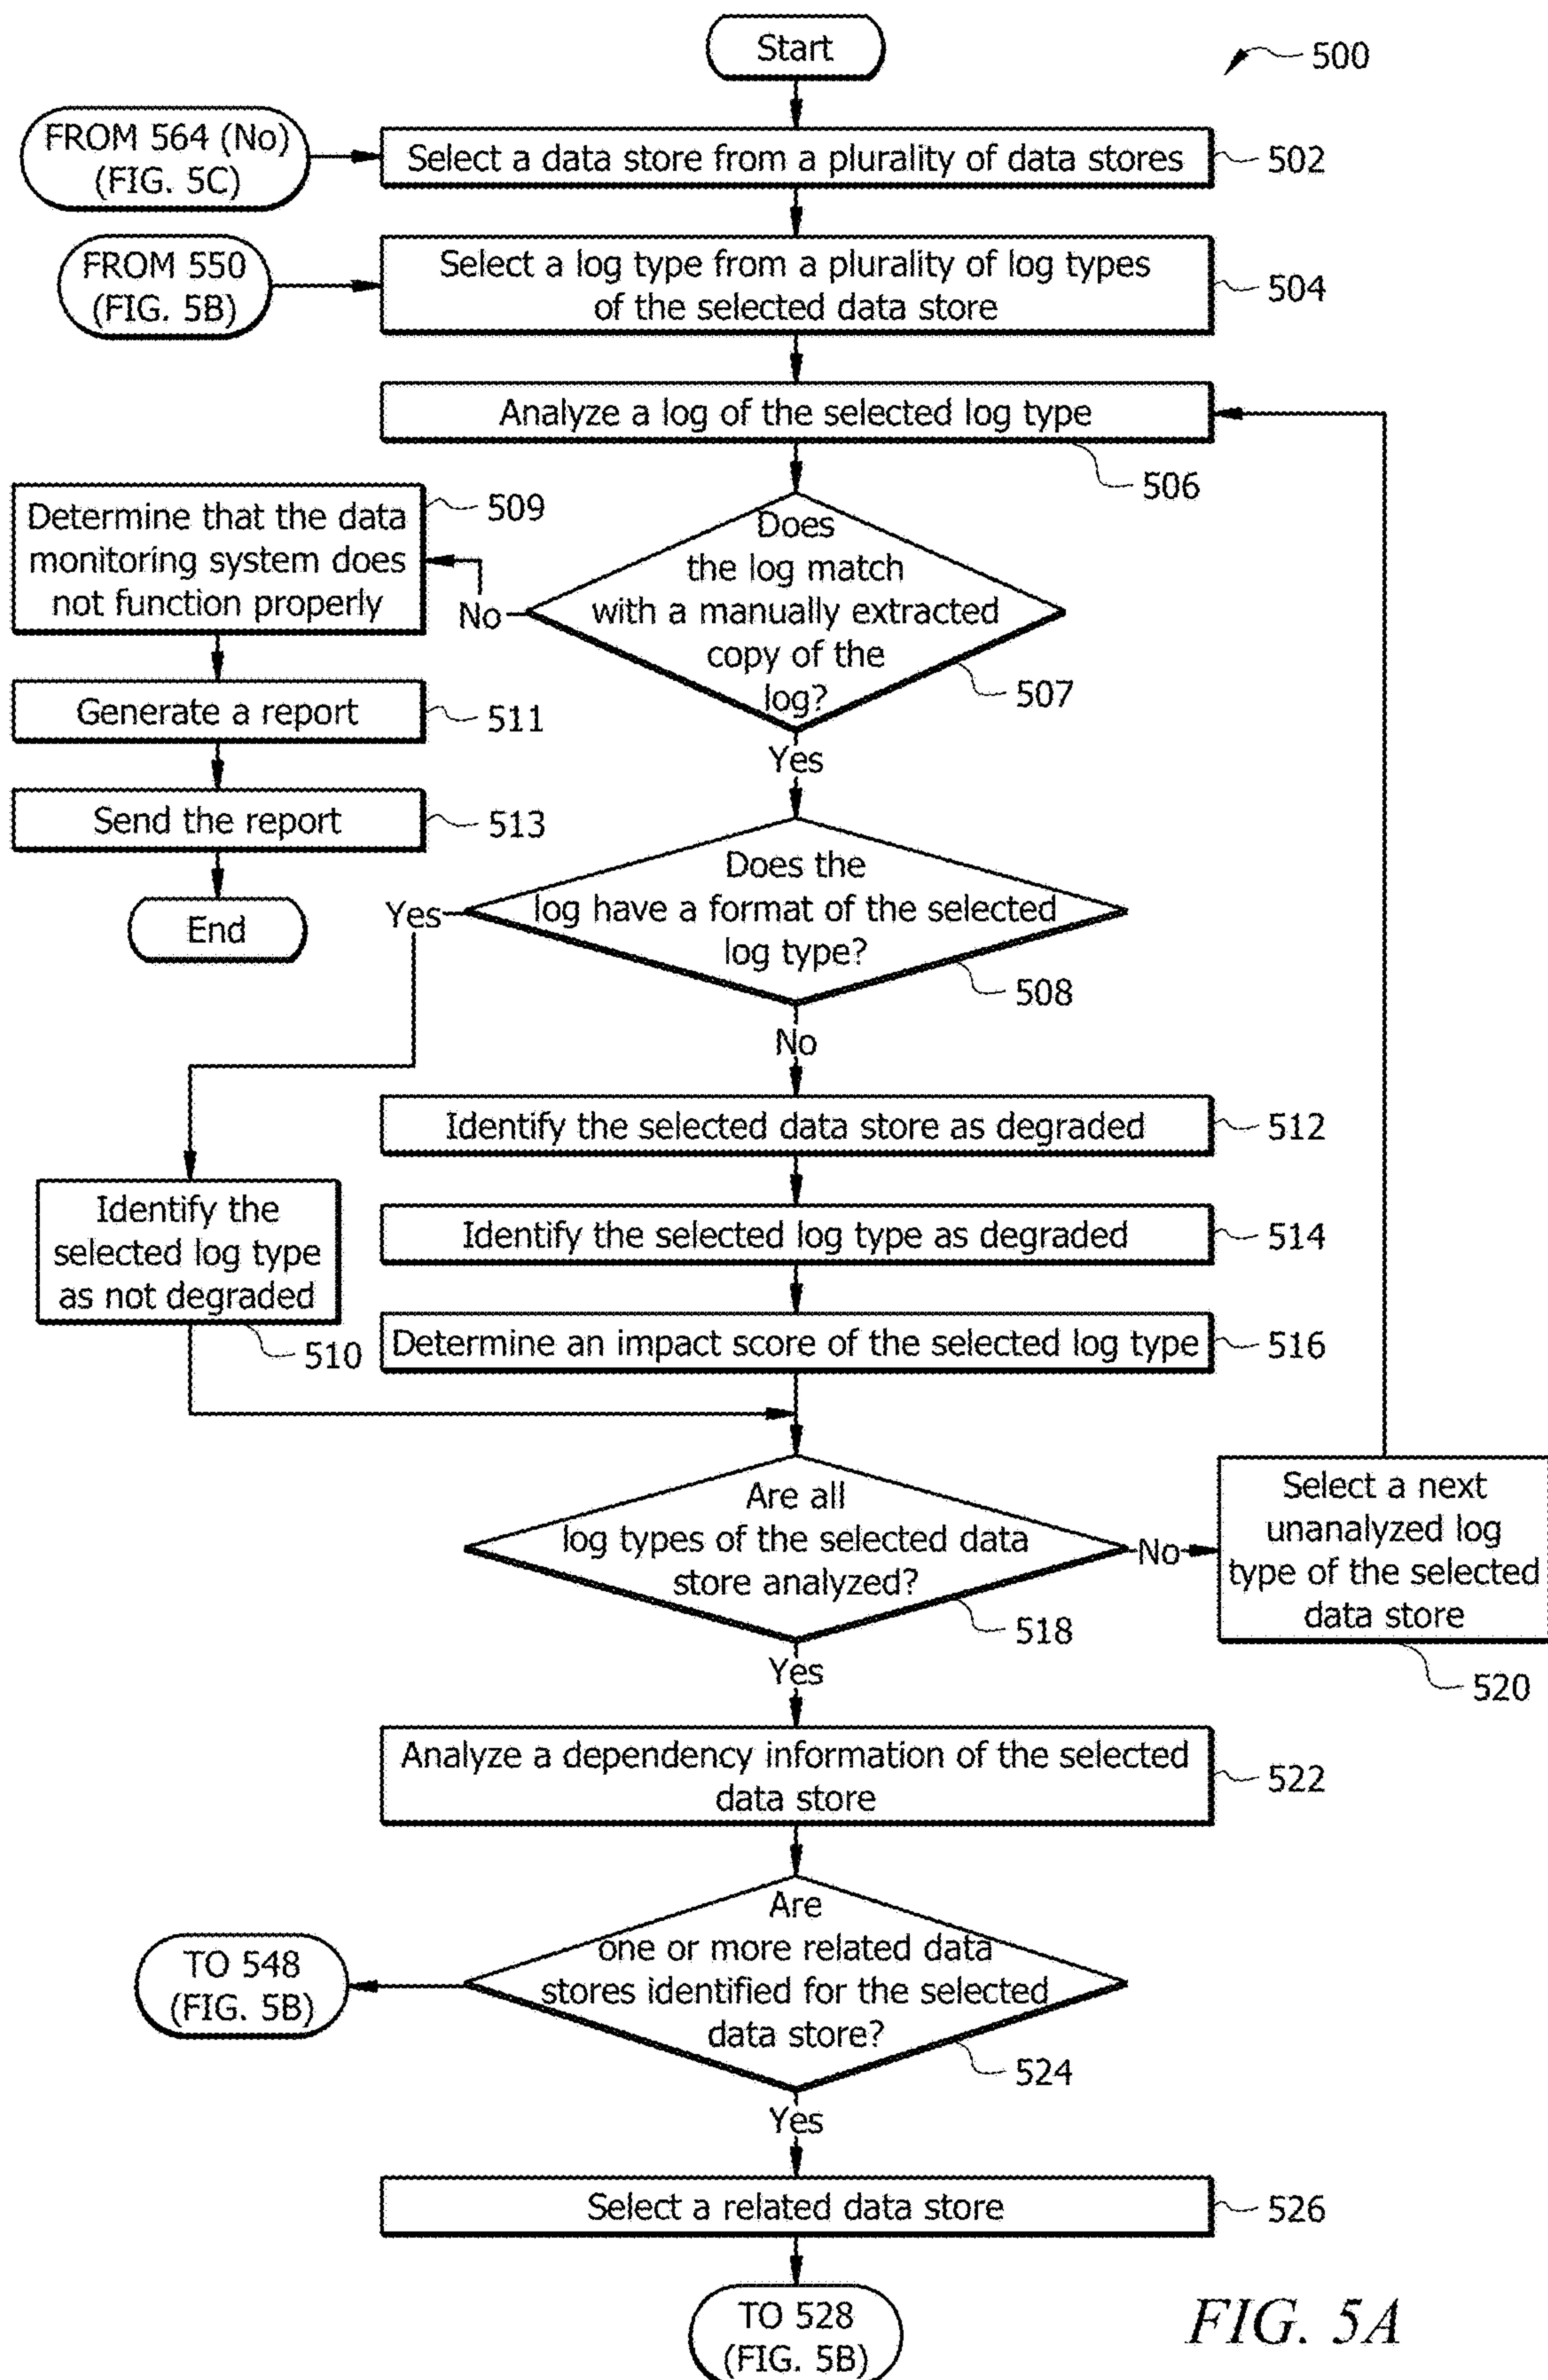 Start
500
FROM 564 (No)
(FIG. 5C)
Select a data store from a plurality of data stores
502
FROM 550
(FIG. 5B)
Select a log type from a plurality of log types
of the selected data store
504
Analyze a log of the selected log type
506
Determine that the data
monitoring system does
not function properly
509
No
Does
the log match
with a manually extracted
copy of the
log?
507
Generate a report
511
Yes
Send the report
513
End
Does the
log have a format of the selected
log type?
508
Yes
No
Identify the selected data store as degraded
512
Identify the
selected log type
as not degraded
510
Identify the selected log type as degraded
514
Determine an impact score of the selected log type
516
Are all
log types of the selected data
store analyzed?
518
No
Select a next
unanalyzed log
type of the selected
data store
520
Yes
Analyze a dependency information of the selected
data store
522
Are
one or more related data
stores identified for the selected
data store?
524
TO 548
(FIG. 5B)
Yes
Select a related data store
526
TO 528
(FIG. 5B)
FIG. 5A